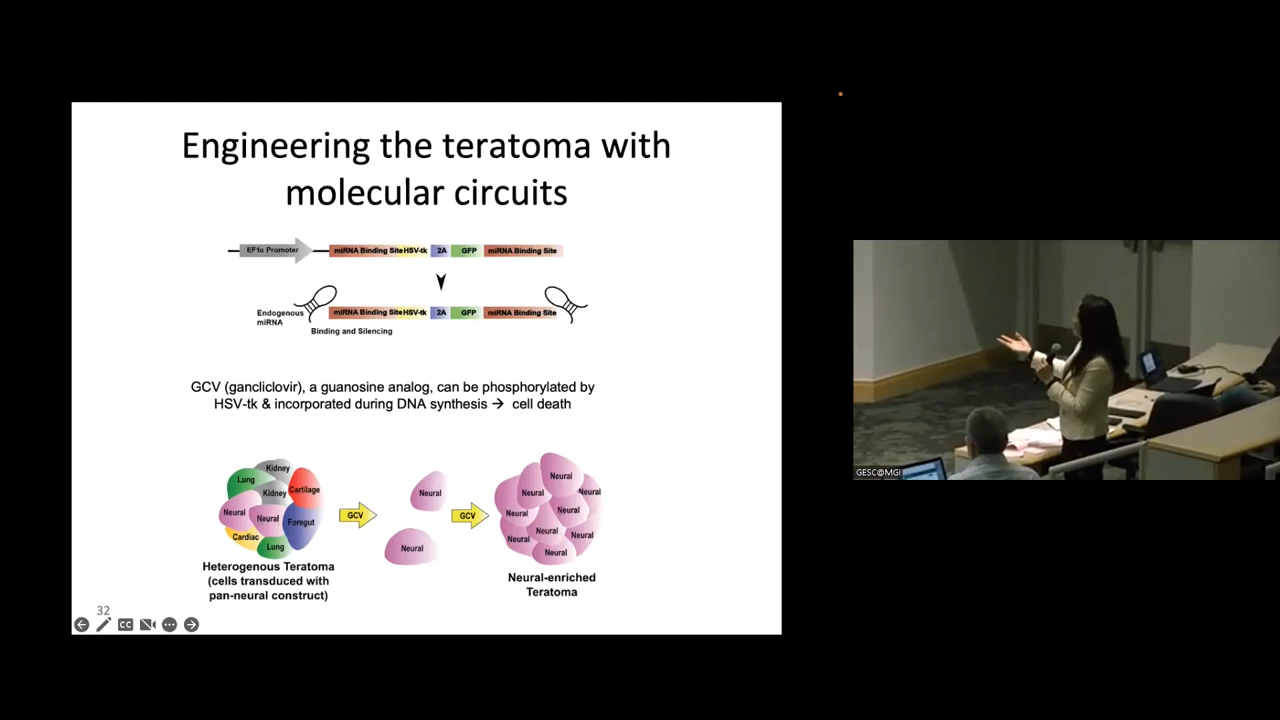 Engineering the teratoma with
molecular circuits
EF1α Promoter
miRNA Binding Site
HSV-tk
2A
GFP
miRNA Binding Site
Endogenous
miRNA
miRNA Binding Site
HSV-tk
2A
GFP
miRNA Binding Site
Binding and Silencing
GCV (gancliclovir), a guanosine analog, can be phosphorylated by
HSV-tk & incorporated during DNA synthesis → cell death
Kidney
Lung
Kidney
Cartilage
Neural
Neural
Foregut
Cardiac
Lung
GCV
Neural
Neural
GCV
Neural
Neural
Neural
Neural
Neural
Neural
Neural
Neural
Neural
Heterogenous Teratoma
(cells transduced with
pan-neural construct)
Neural-enriched
Teratoma
32
CC
GESC@MGI